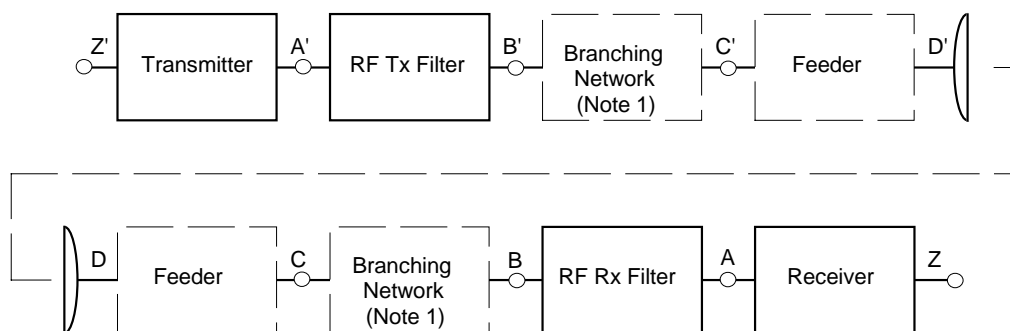 Z'
Transmitter
A'
RF Tx Filter
B'
Branching
Network
(Note 1)
C'
Feeder
D'
D
Feeder
C
Branching
Network
(Note 1)
B
RF Rx Filter
A
Receiver
Z